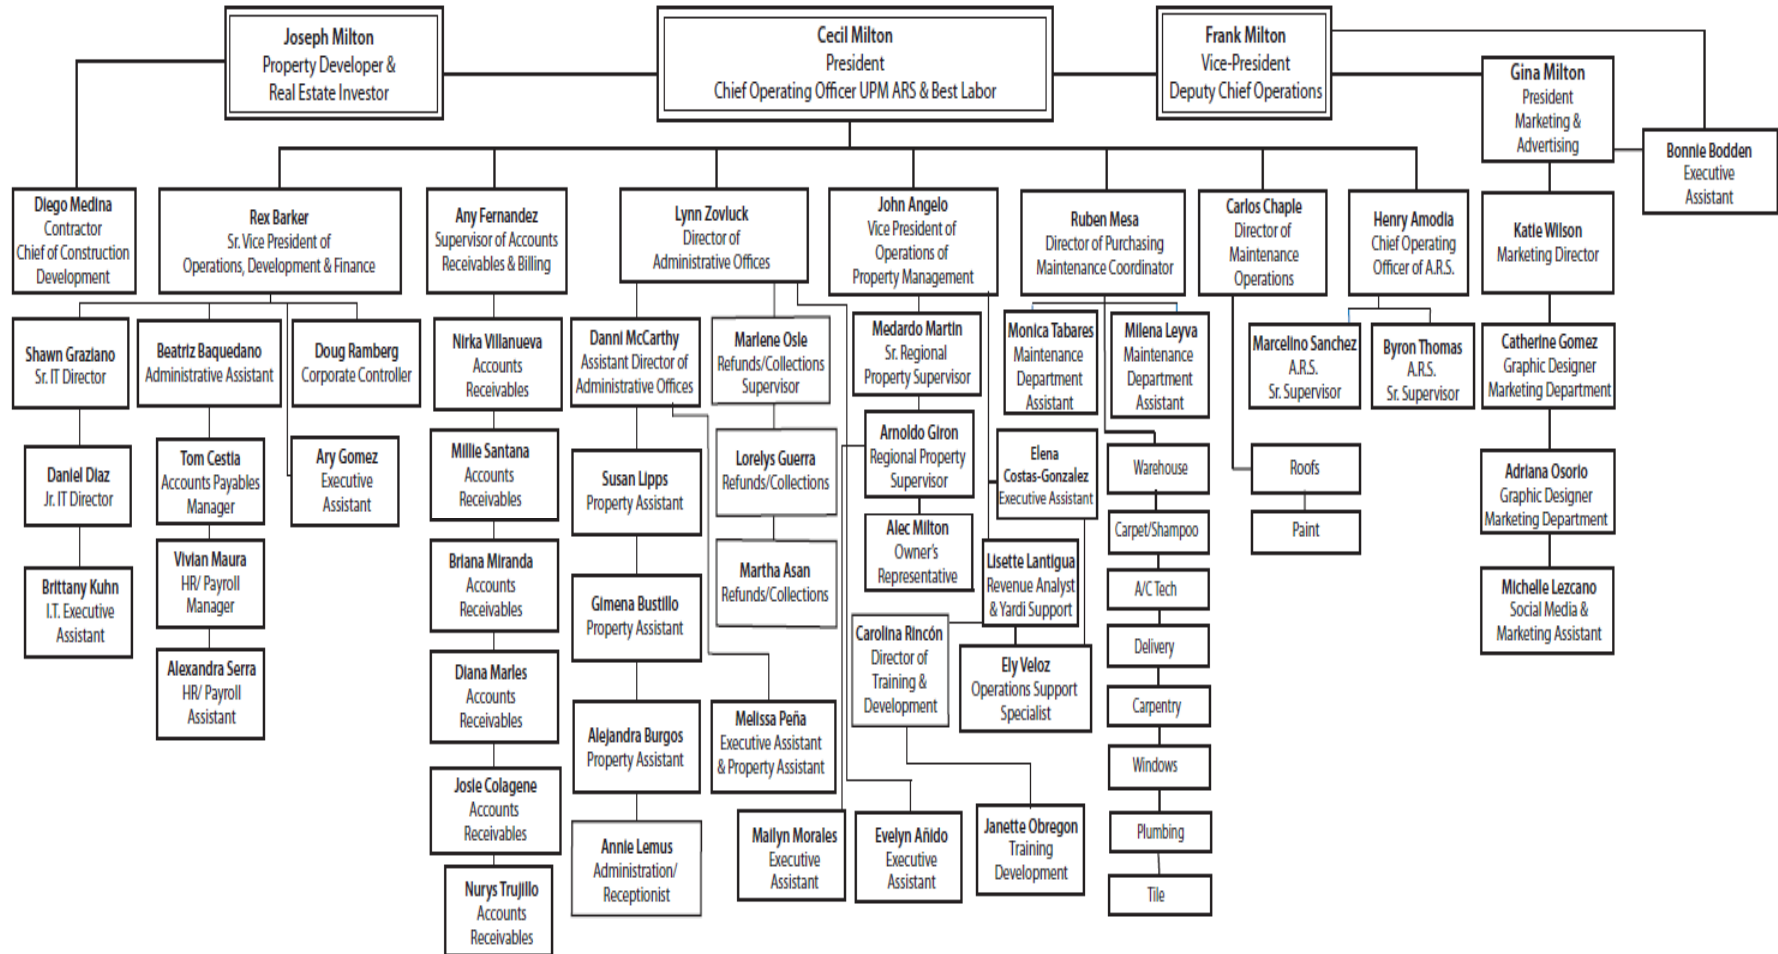 Joseph Milton
Property Developer &
Real Estate Investor
Cecil Milton
President
Chief Operating Officer UPM ARS & Best Labor
Frank Milton
Vice-President
Deputy Chief Operations
Gina Milton
President
Marketing &
Advertising
Bonnie Bodden
Executive
Assistant
Diego Medina
Contractor
Chief of Construction
Development
Rex Barker
Sr. Vice President of
Operations, Development & Finance
Any Fernandez
Supervisor of Accounts
Receivables & Billing
Lynn Zovluck
Director of
Administrative Offices
John Angelo
Vice President of
Operations of
Property Management
Ruben Mesa
Director of Purchasing
Maintenance Coordinator
Carlos Chaple
Director of
Maintenance
Operations
Henry Amodia
Chief Operating
Officer of A.R.S.
Katie Wilson
Marketing Director
Shawn Graziano
Sr. IT Director
Beatriz Baquedano
Administrative Assistant
Doug Ramberg
Corporate Controller
Nirka Villanueva
Accounts
Receivables
Danni McCarthy
Assistant Director of
Administrative Offices
Marlene Osle
Refunds/Collections
Supervisor
Medardo Martin
Sr. Regional
Property Supervisor
Monica Tabares
Maintenance
Department
Assistant
Milena Leyva
Maintenance
Department
Assistant
Marcelino Sanchez
A.R.S.
Sr. Supervisor
Byron Thomas
A.R.S.
Sr. Supervisor
Catherine Gomez
Graphic Designer
Marketing Department
Daniel Diaz
Jr. IT Director
Tom Cestia
Accounts Payables
Manager
Ary Gomez
Executive
Assistant
Millie Santana
Accounts
Receivables
Susan Lipps
Property Assistant
Lorelys Guerra
Refunds/Collections
Arnoldo Giron
Regional Property
Supervisor
Elena
Costas-Gonzalez
Executive Assistant
Warehouse
Roofs
Adriana Osorio
Graphic Designer
Marketing Department
Brittany Kuhn
I.T. Executive
Assistant
Vivian Maura
HR/ Payroll
Manager
Briana Miranda
Accounts
Receivables
Gimena Bustillo
Property Assistant
Martha Asan
Refunds/Collections
Alec Milton
Owner's
Representative
Lisette Lantigua
Revenue Analyst
& Yardi Support
Carpet/Shampoo
Paint
A/C Tech
Michelle Lezcano
Social Media &
Marketing Assistant
Alexandra Serra
HR/ Payroll
Assistant
Diana Marles
Accounts
Receivables
Alejandra Burgos
Property Assistant
Melissa Peña
Executive Assistant
& Property Assistant
Carolina Rincón
Director of
Training &
Development
Ely Veloz
Operations Support
Specialist
Delivery
Carpentry
Windows
Josie Colagene
Accounts
Receivables
Annie Lemus
Administration/
Receptionist
Mailyn Morales
Executive
Assistant
Evelyn Añido
Executive
Assistant
Janette Obregon
Training
Development
Plumbing
Tile
Nurys Trujillo
Accounts
Receivables